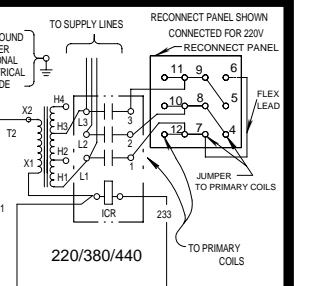 OUND
ER
ONAL
TRICAL
DE
TO SUPPLY LINES
RECONNECT PANEL SHOWN
CONNECTED FOR 220V
RECONNECT PANEL
11 9 6
10 8 5
12 7 4
FLEX
LEAD
JUMPER
TO PRIMARY COILS
TO PRIMARY
COILS
X2
T2
X1
H4
H3
H2
H1
L3
L2
L1
3
2
1
ICR
233
1
220/380/440